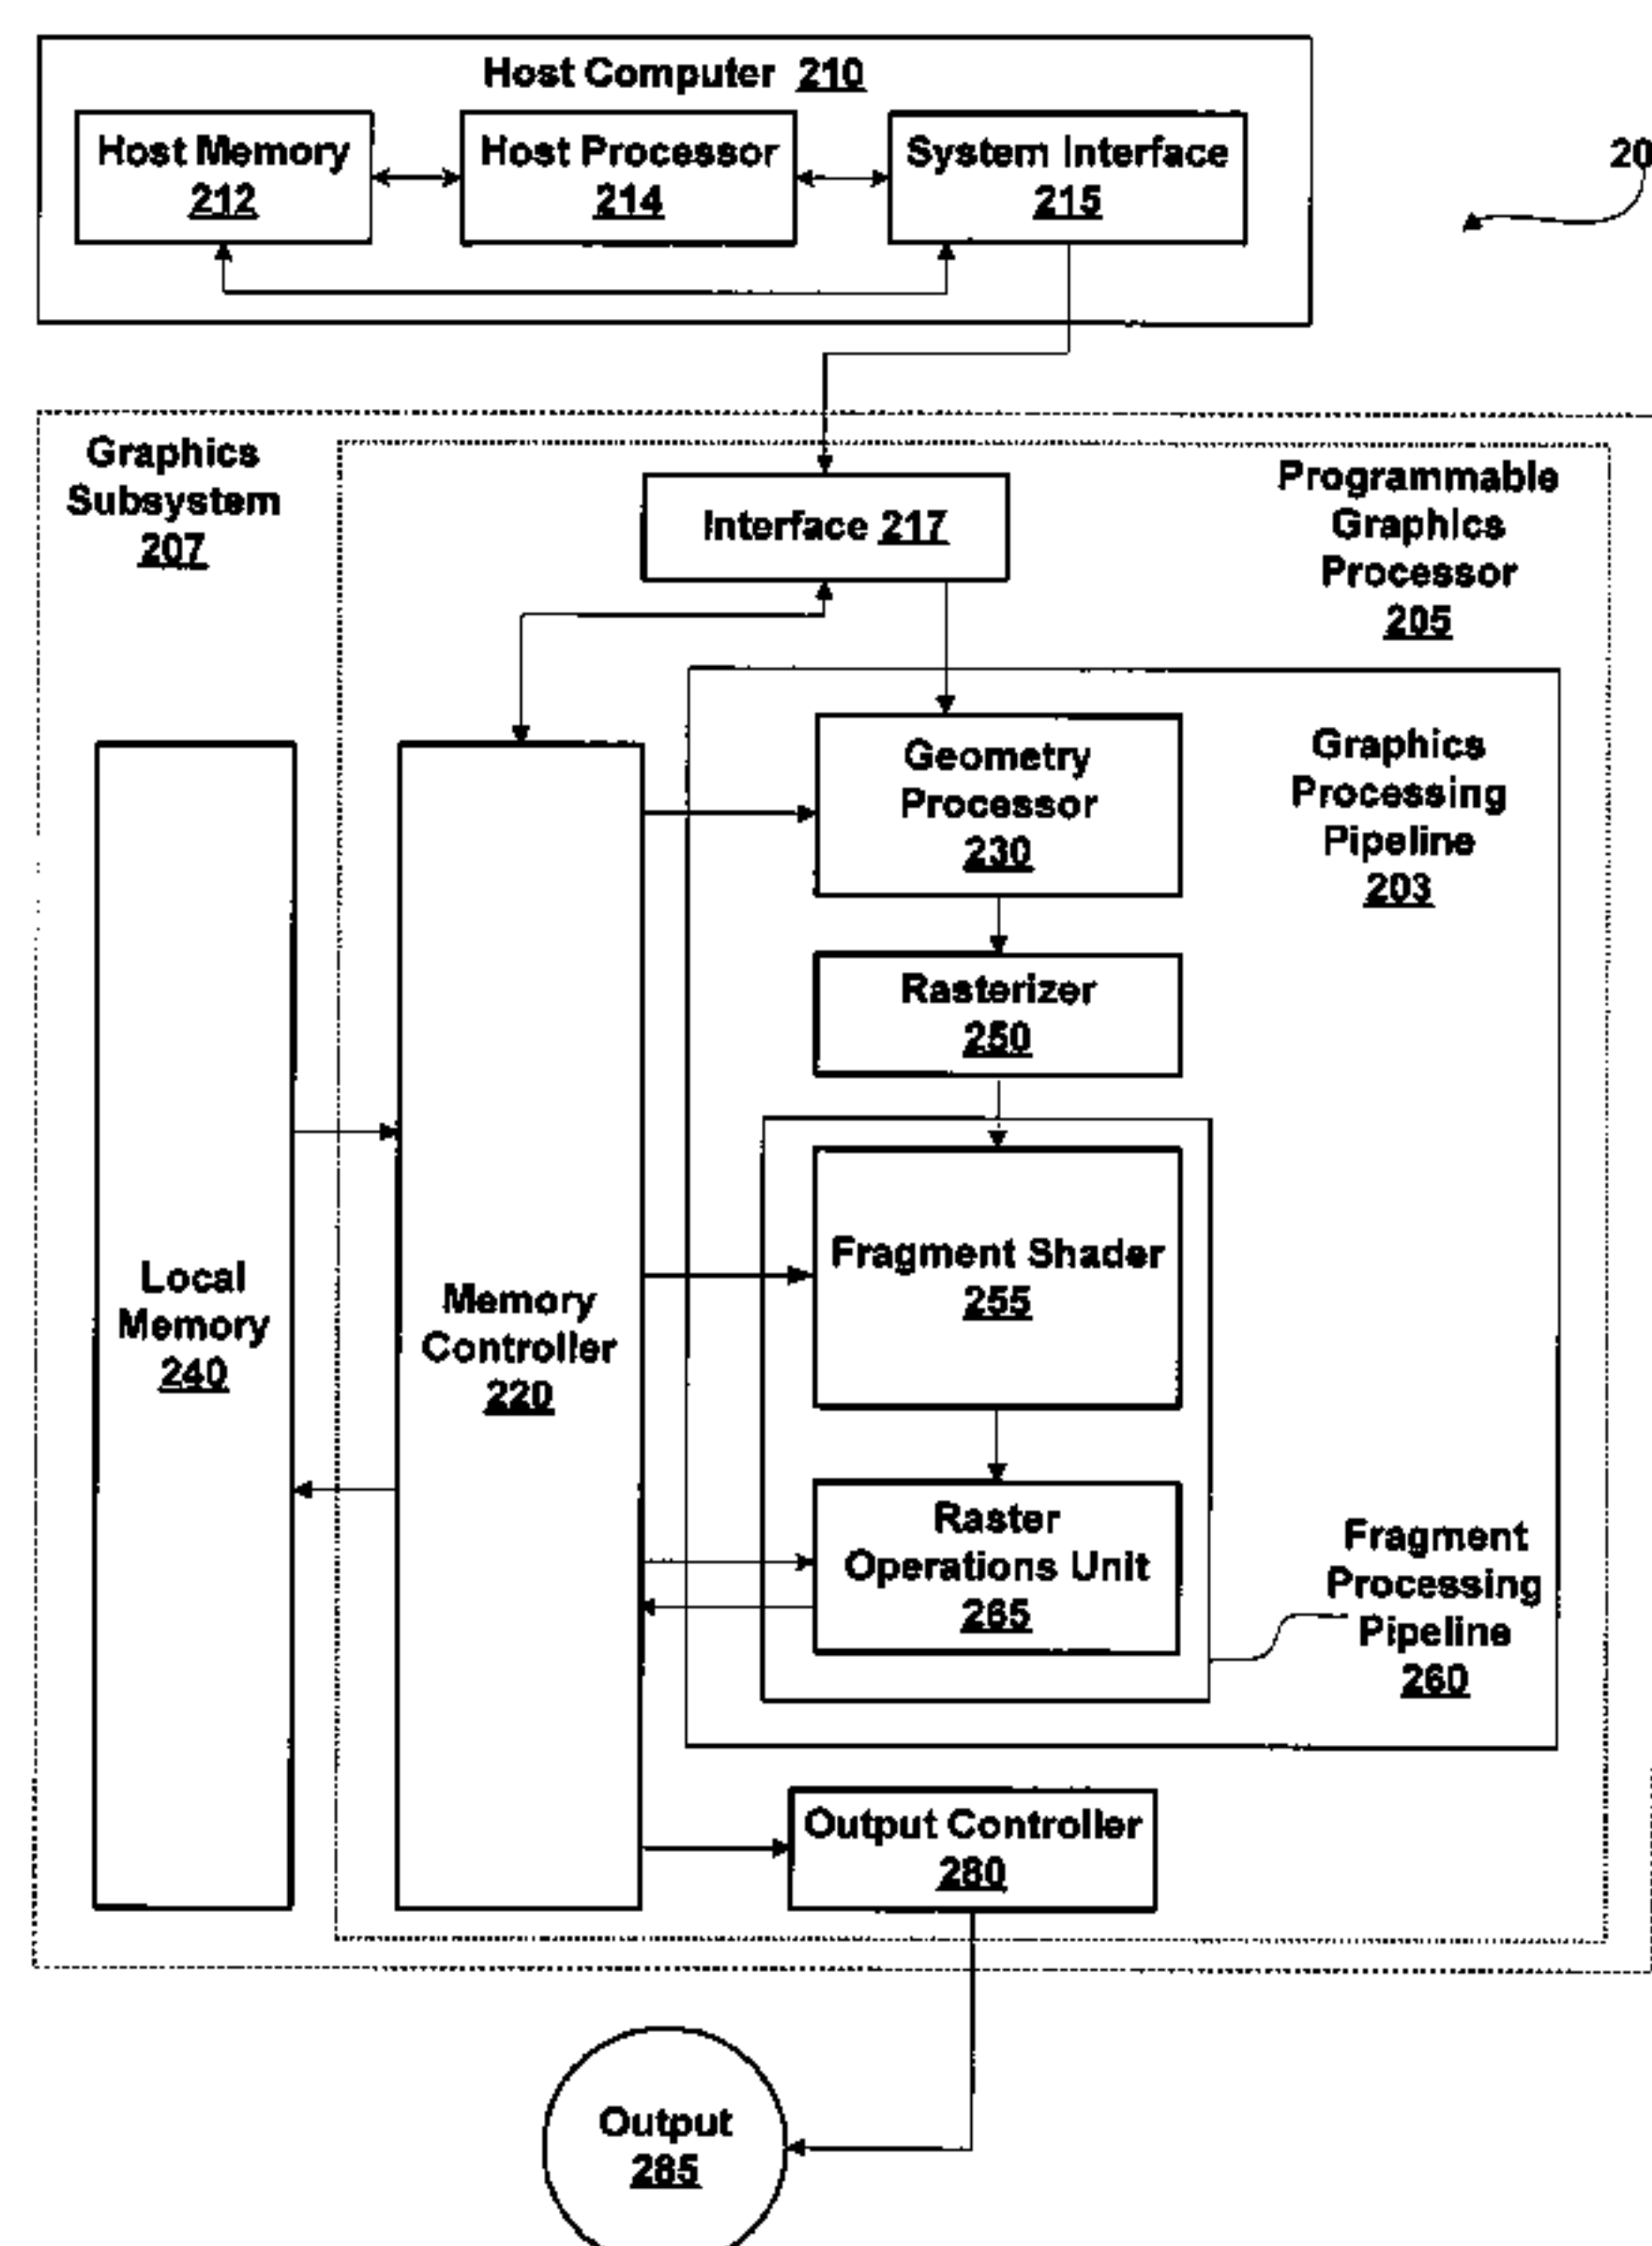 Host Computer 210
Host Memory
212
Host Processor
214
System Interface
215
20
Graphics
Subsystem
207
Interface 217
Programmable
Graphics
Processor
205
Geometry
Processor
230
Graphics
Processing
Pipeline
203
Rasterizer
250
Local
Memory
240
Memory
Controller
220
Fragment Shader
255
Raster
Operations Unit
265
Fragment
Processing
Pipeline
260
Output Controller
280
Output
285